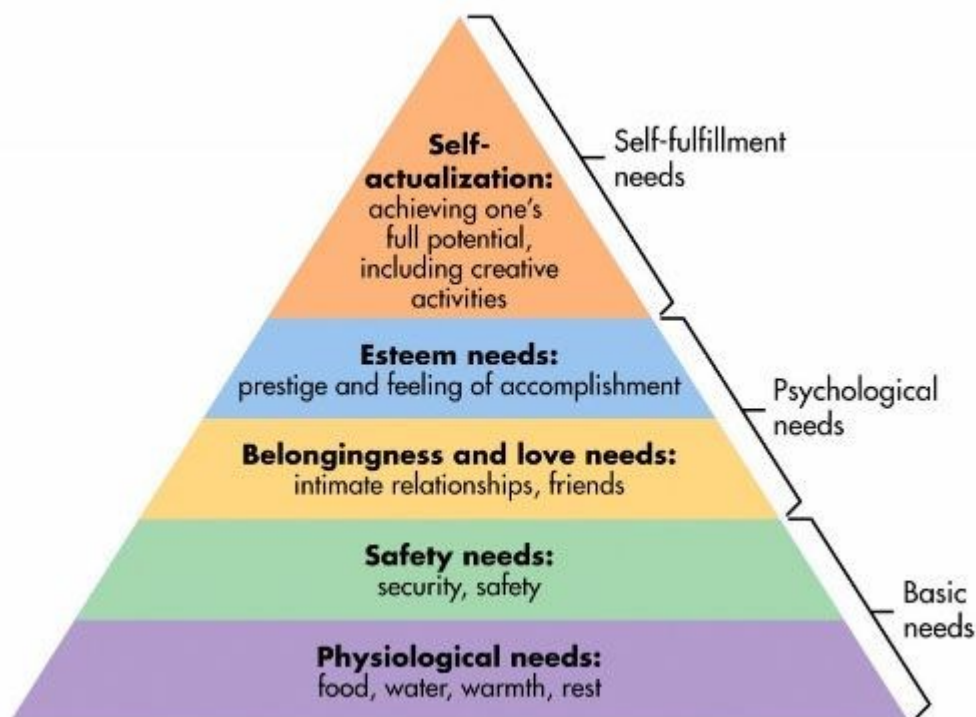 Self-
actualization:
achieving one's
full potential,
including creative
activities
Self-fulfillment
needs
Esteem needs:
prestige and feeling of accomplishment
Psychological
needs
Belongingness and love needs:
intimate relationships, friends
Safety needs:
security, safety
Basic
needs
Physiological needs:
food, water, warmth, rest